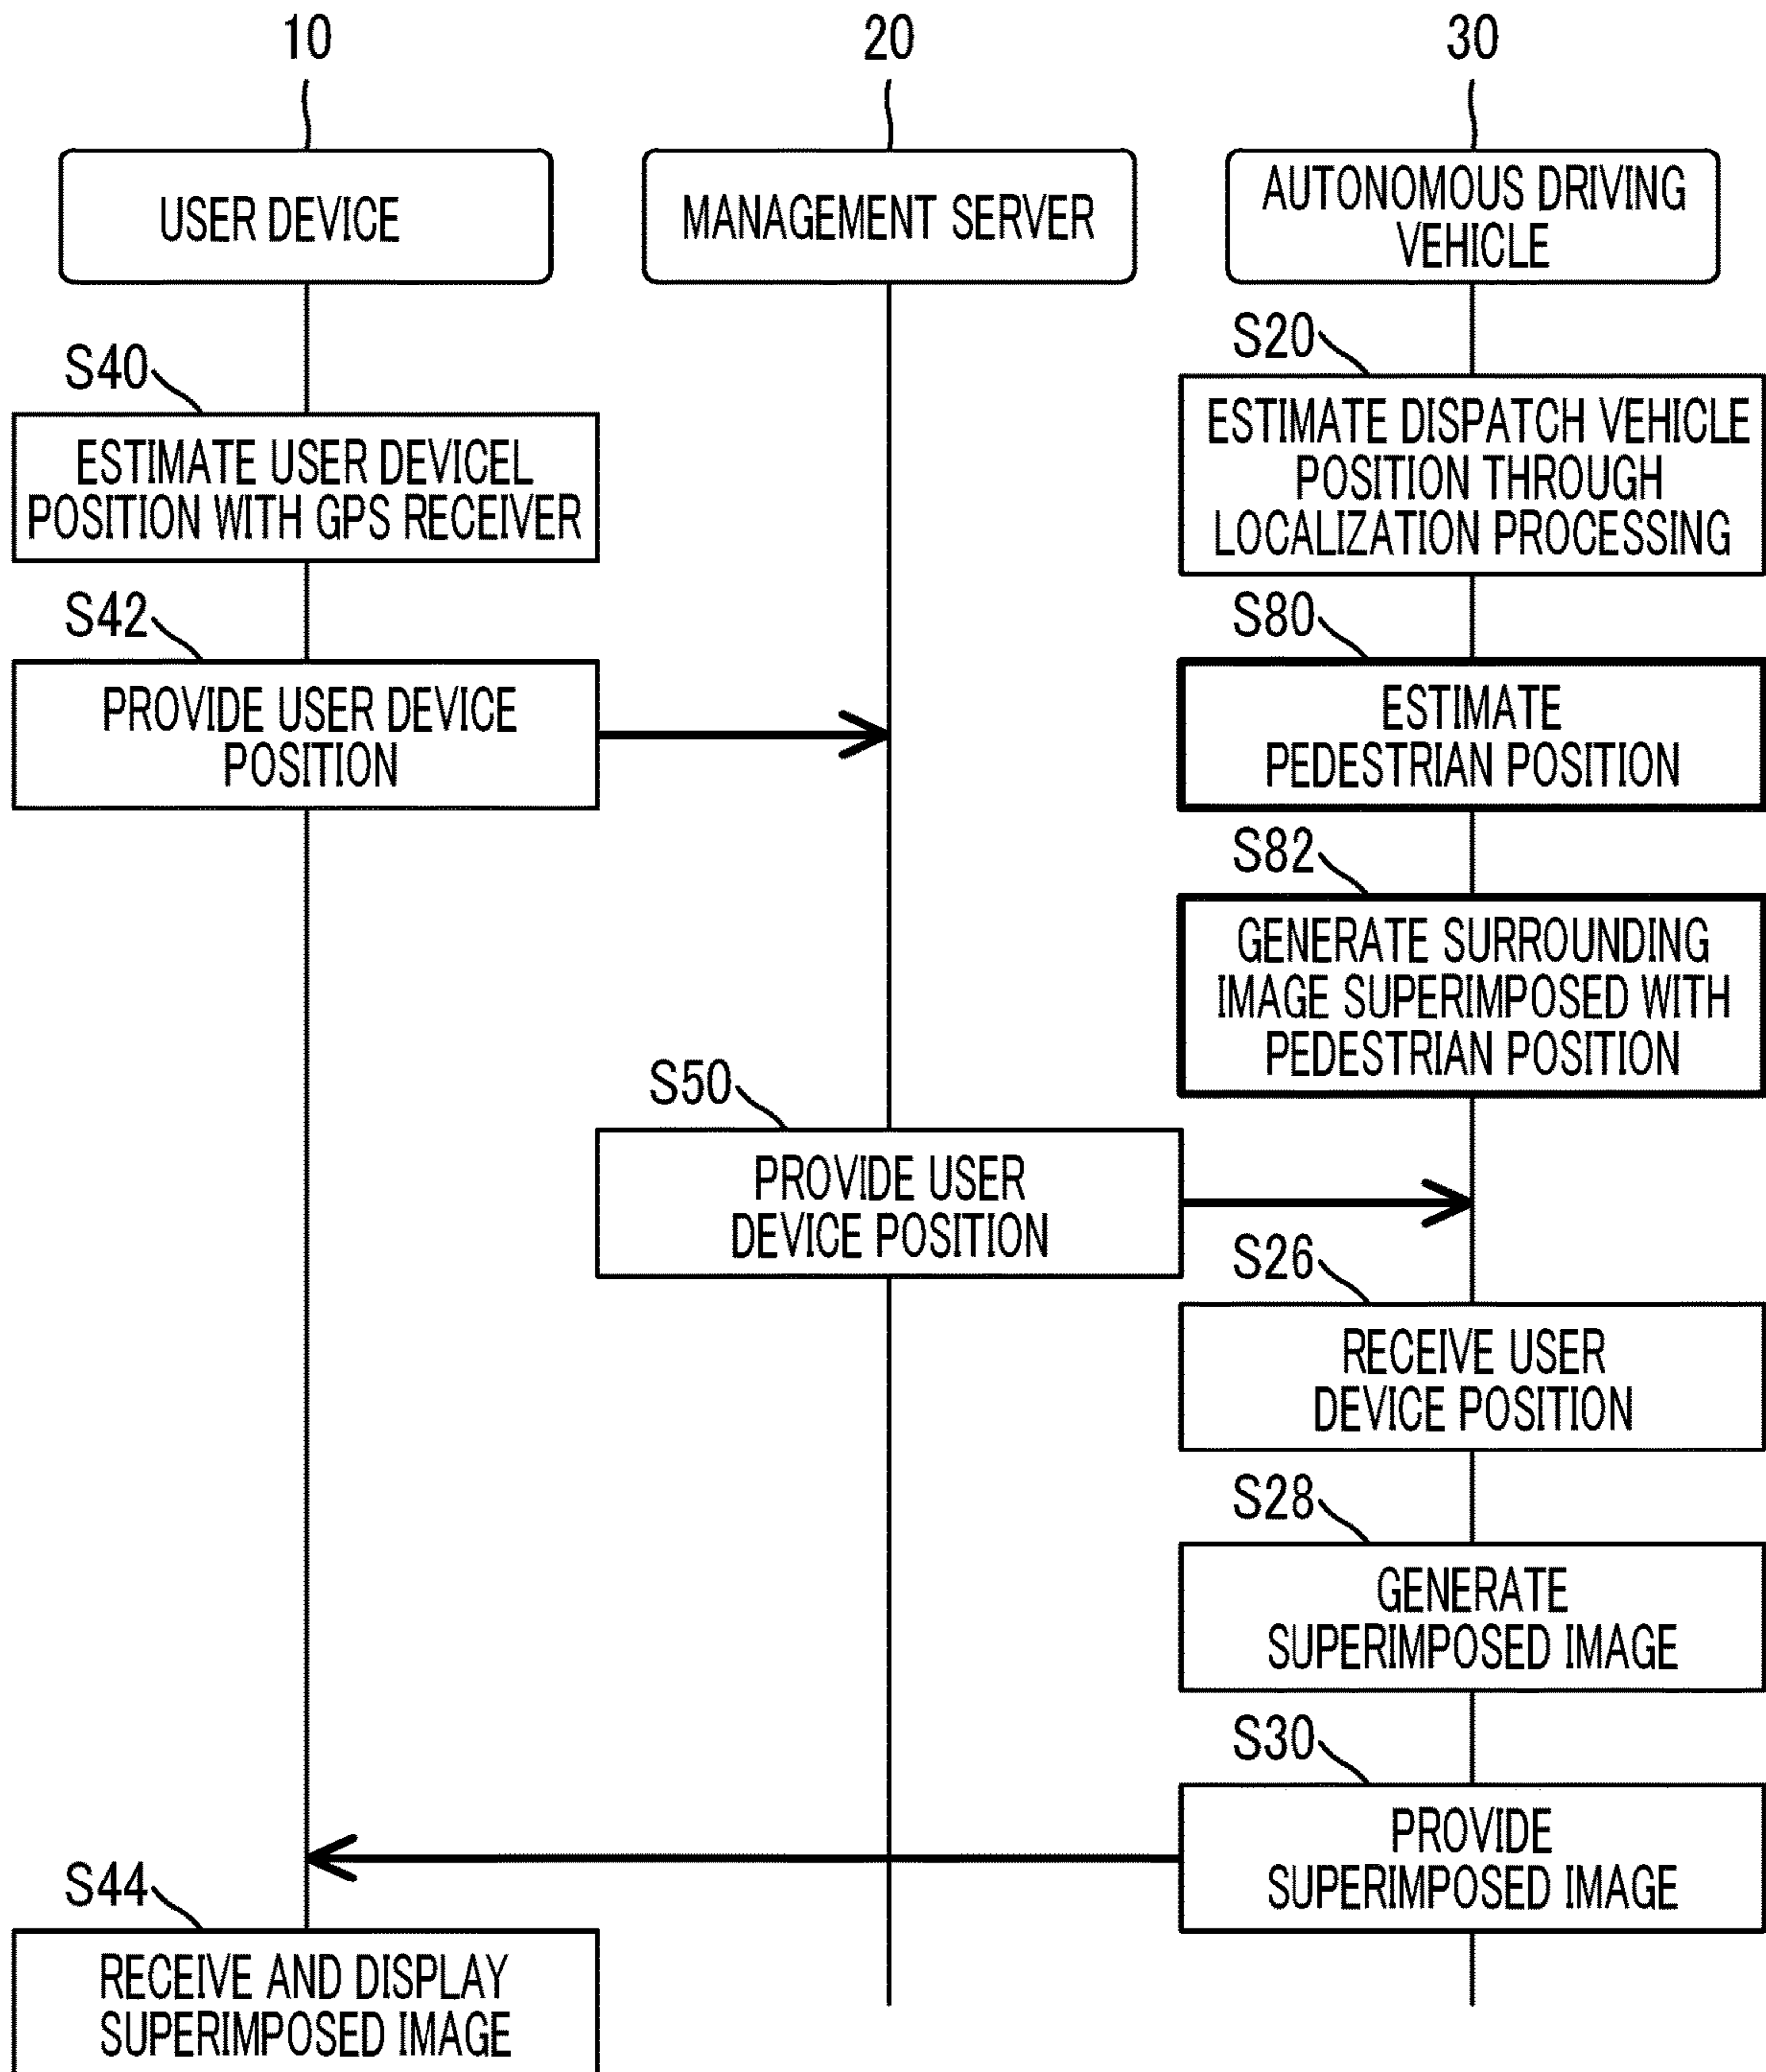 10
20
30
USER DEVICE
MANAGEMENT SERVER
AUTONOMOUS DRIVING
VEHICLE
S20
ESTIMATE DISPATCH VEHICLE
POSITION THROUGH
LOCALIZATION PROCESSING
S40
ESTIMATE USER DEVICEL
POSITION WITH GPS RECEIVER
S42
PROVIDE USER DEVICE
POSITION
S80
ESTIMATE
PEDESTRIAN POSITION
S82
GENERATE SURROUNDING
IMAGE SUPERIMPOSED WITH
PEDESTRIAN POSITION
S50
PROVIDE USER
DEVICE POSITION
S26
RECEIVE USER
DEVICE POSITION
S28
GENERATE
SUPERIMPOSED IMAGE
S30
PROVIDE
SUPERIMPOSED IMAGE
S44
RECEIVE AND DISPLAY
SUPERIMPOSED IMAGE